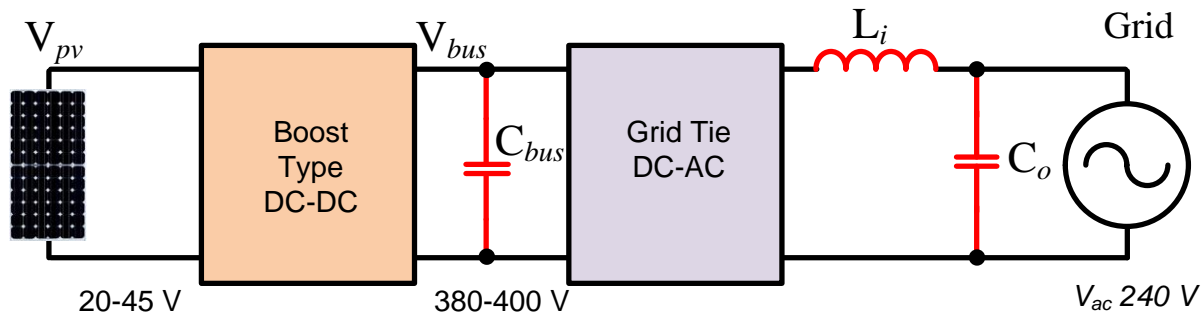 V_pv
V_bus
L_i
Grid
Boost
Type
DC-DC
C_bus
Grid Tie
DC-AC
C_o
20-45 V
380-400 V
V_ac 240 V